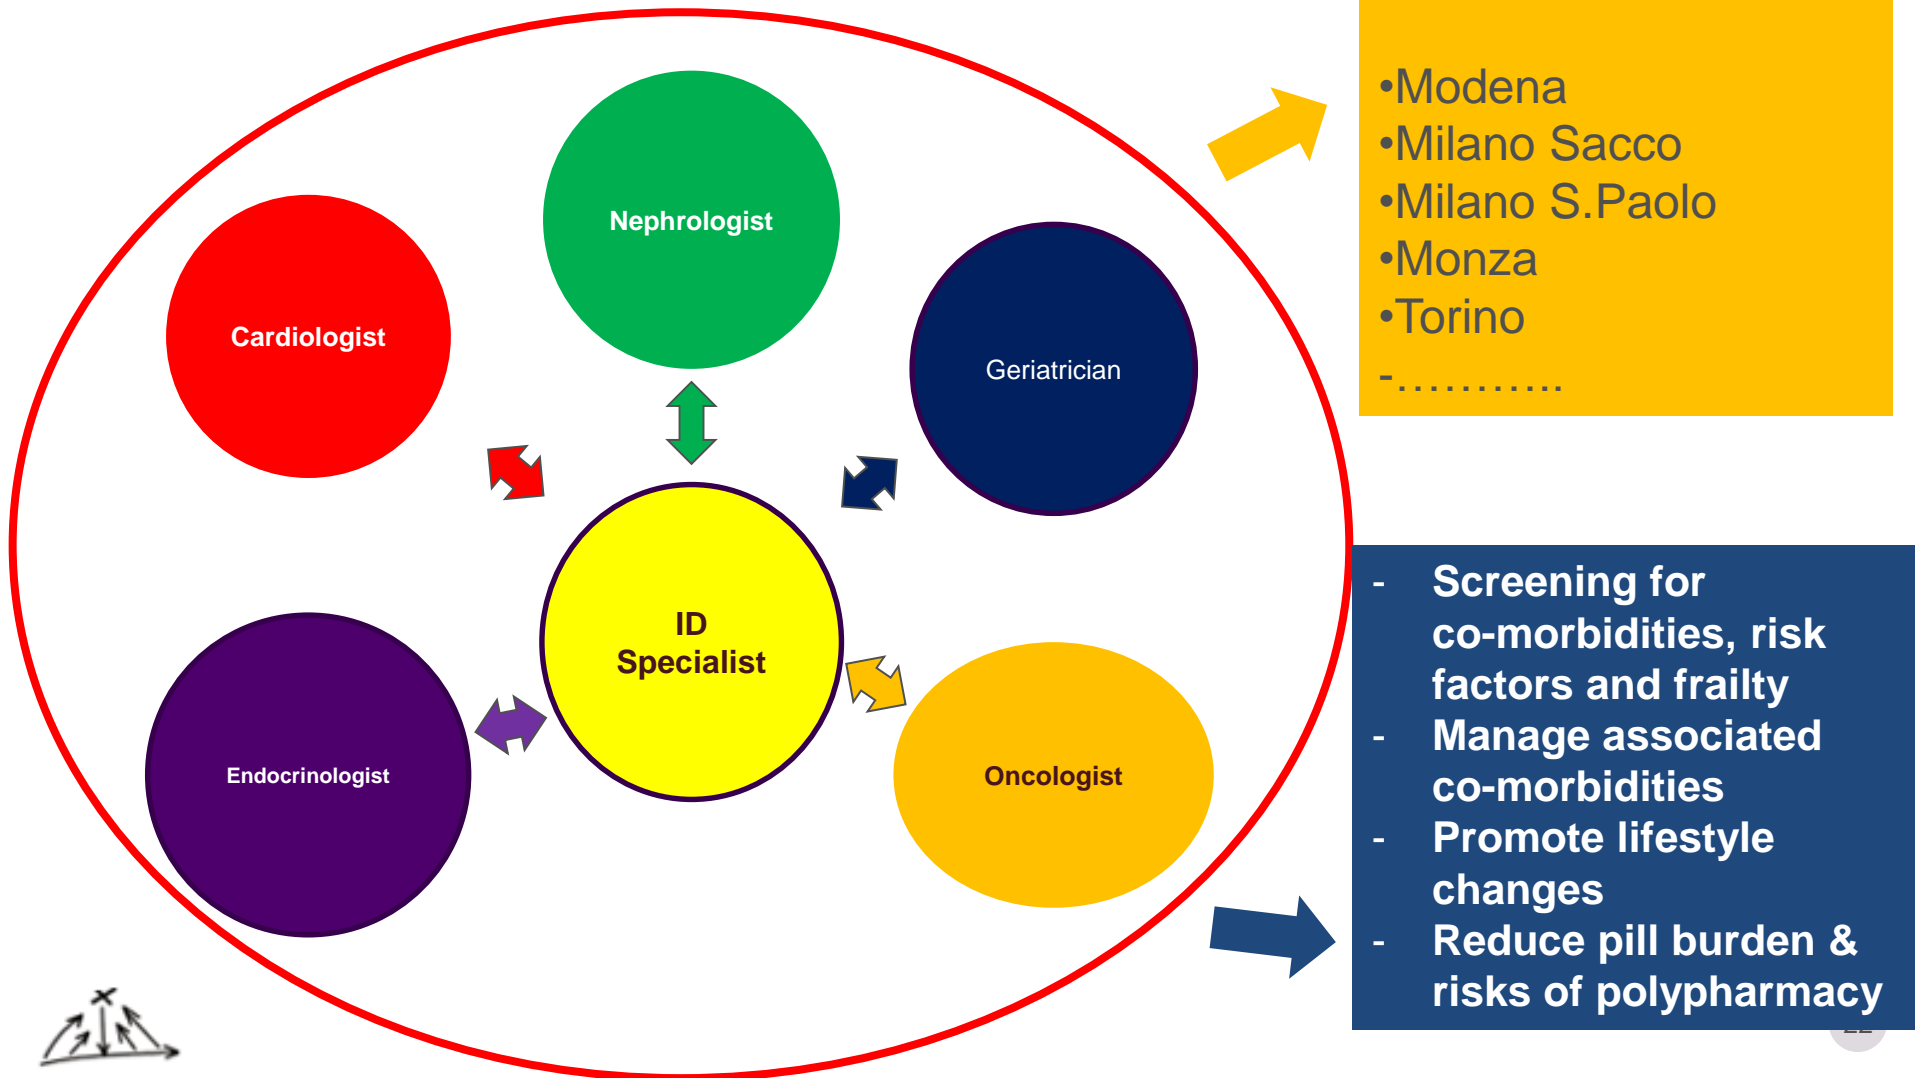 Nephrologist
Cardiologist
Geriatrician
ID
Specialist
Endocrinologist
Oncologist
•Modena
•Milano Sacco
•Milano S.Paolo
•Monza
•Torino
-………..
- Screening for
co-morbidities, risk
factors and frailty
- Manage associated
co-morbidities
- Promote lifestyle
changes
- Reduce pill burden &
risks of polypharmacy